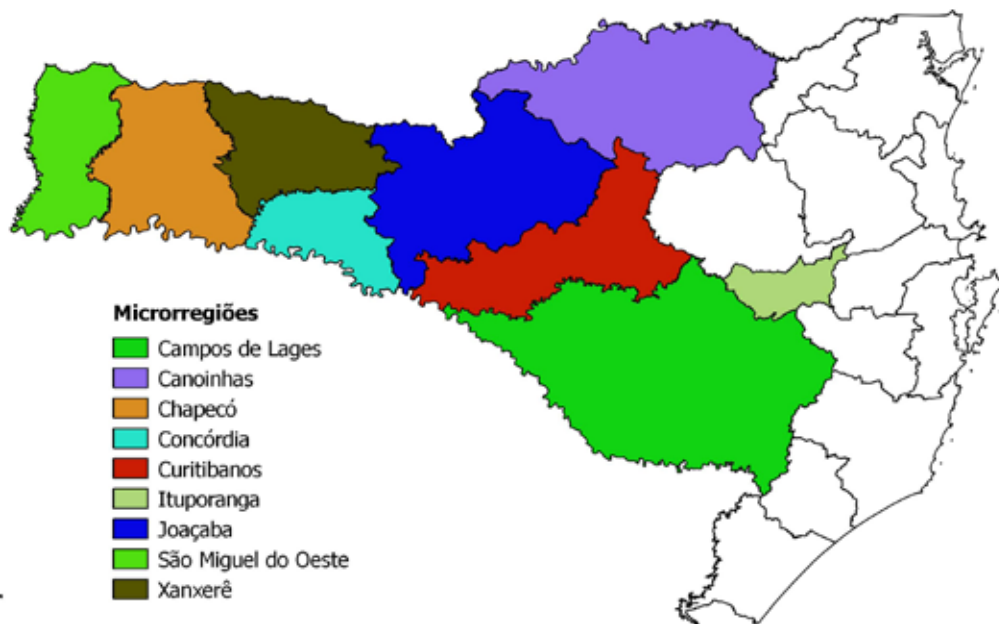 Microrregiões
Campos de Lages
Canoinhas
Chapecó
Concórdia
Curitibanos
Ituporanga
Joaçaba
São Miguel do Oeste
Xanxerê